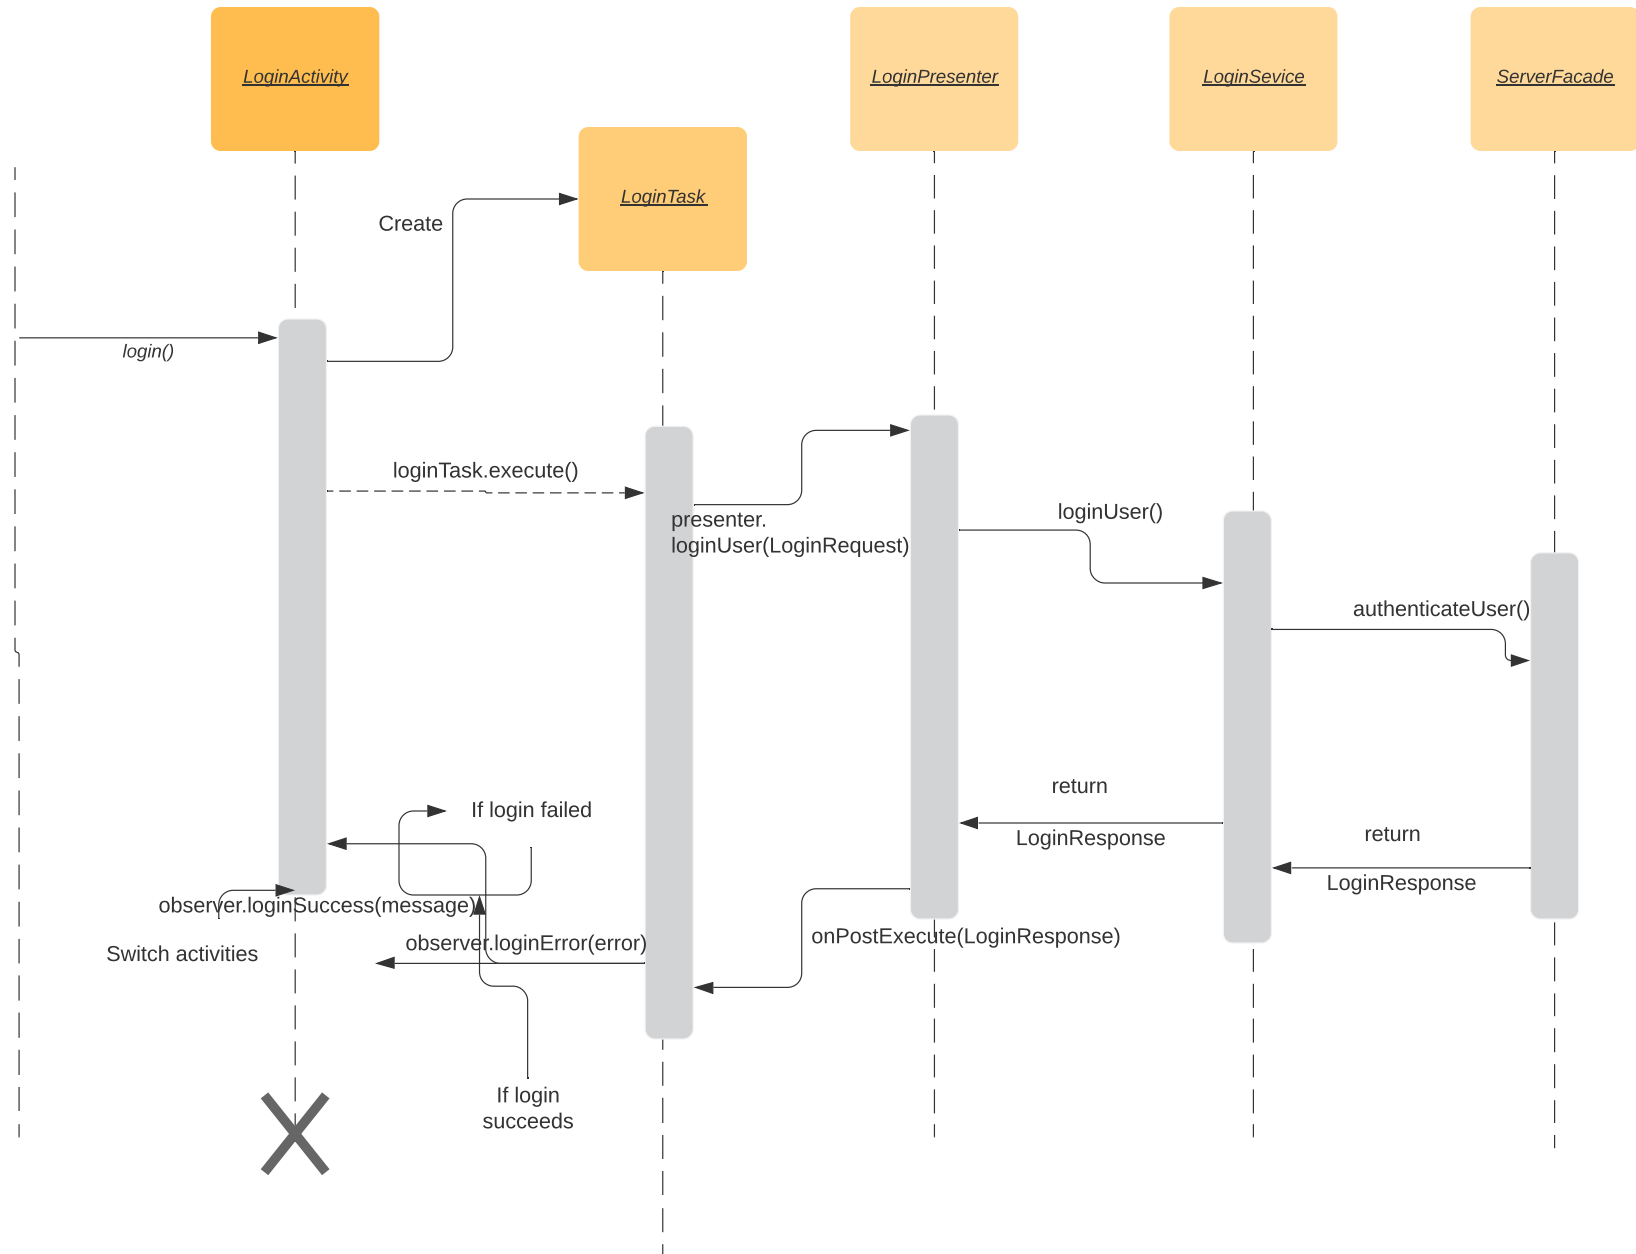 LoginActivity
LoginPresenter
LoginSevice
ServerFacade
LoginTask
Create
login()
loginTask.execute()
presenter.
loginUser(LoginRequest)
loginUser()
authenticateUser()
return
LoginResponse
return
LoginResponse
If login failed
observer.loginSuccess(message)
onPostExecute(LoginResponse)
observer.loginError(error)
Switch activities
If login
succeeds